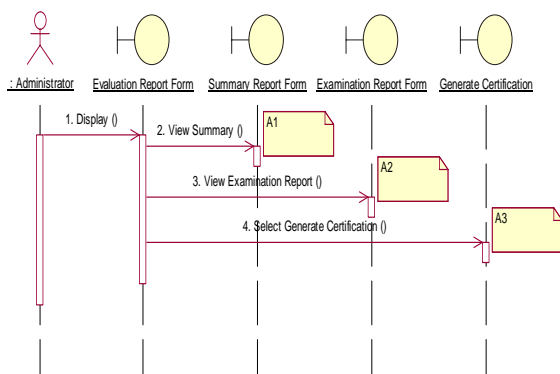 : Administrator
Evaluation Report Form
Summary Report Form
Examination Report Form
Generate Certification
1. Display ()
2. View Summary ()
A1
3. View Examination Report ()
A2
4. Select Generate Certification ()
A3